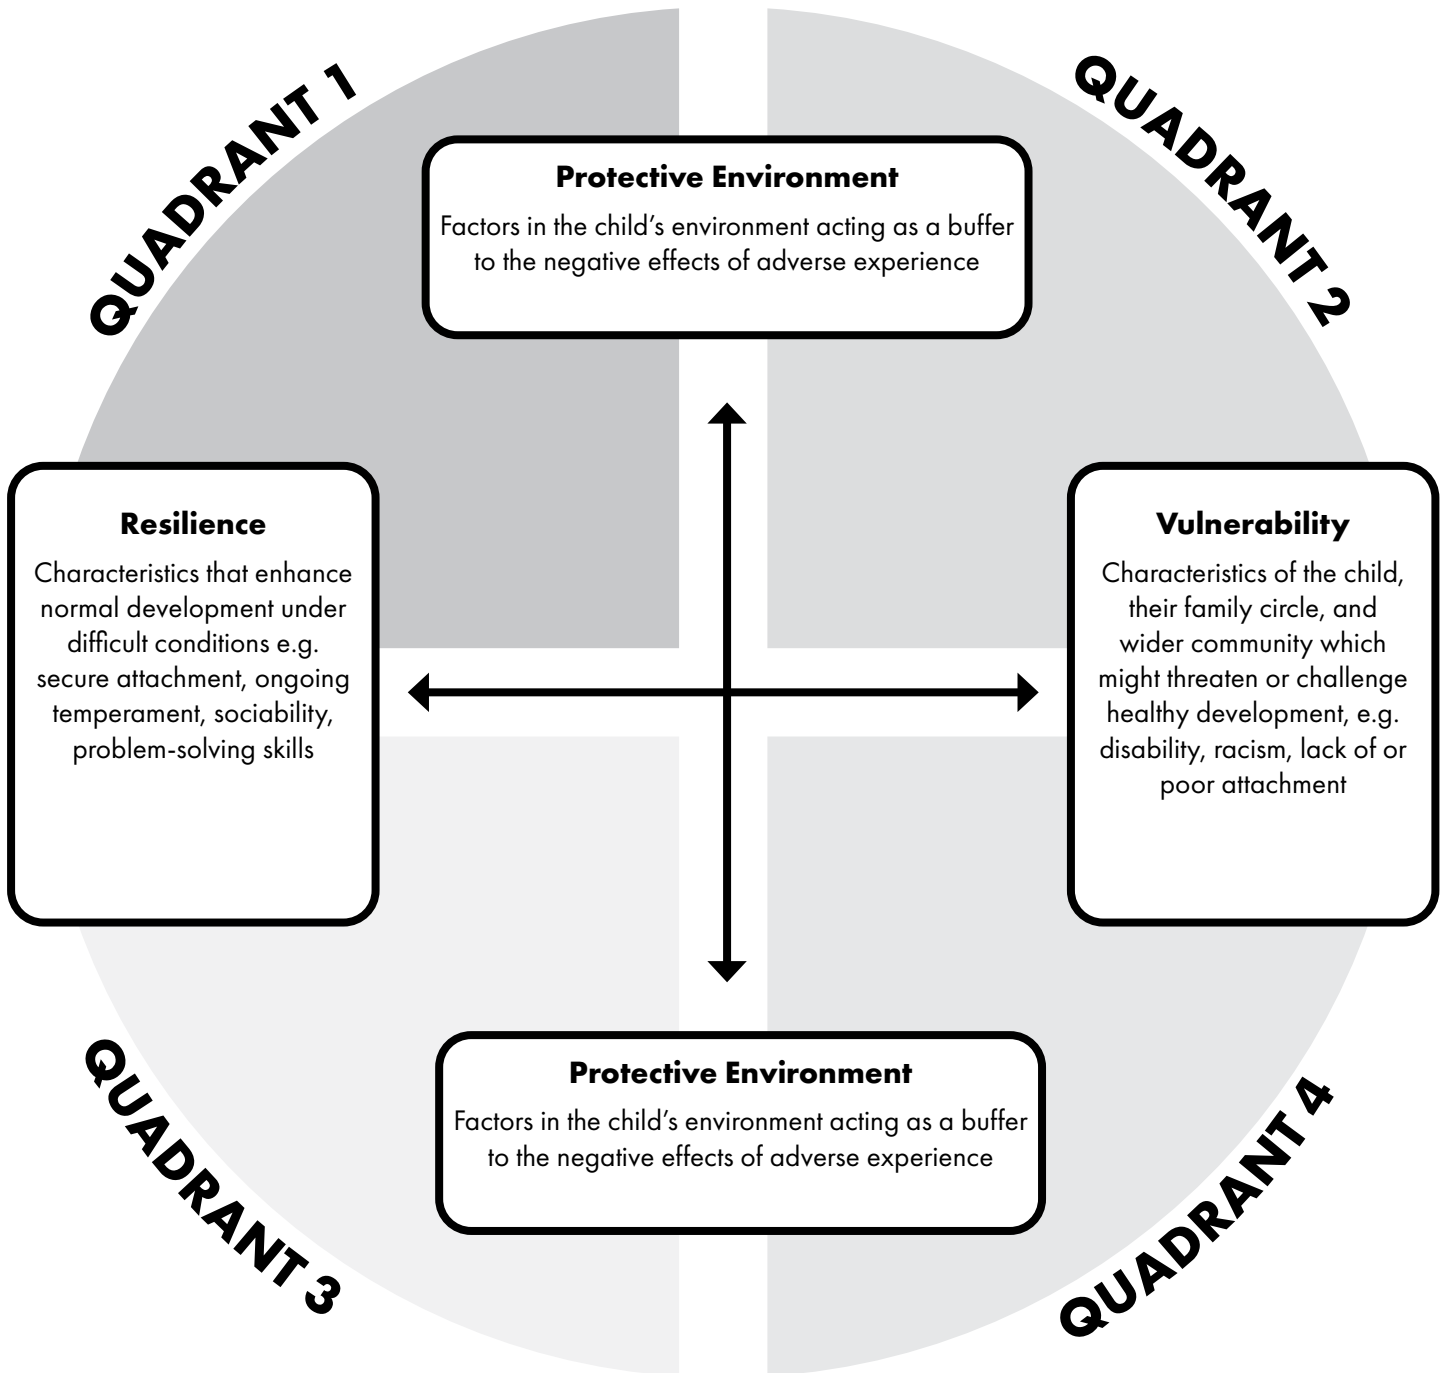 QUADRANT 1
QUADRANT 2
Protective Environment
Factors in the child’s environment acting as a buffer
to the negative effects of adverse experience
Resilience
Characteristics that enhance
normal development under
difficult conditions e.g.
secure attachment, ongoing
temperament, sociability,
problem-solving skills
Vulnerability
Characteristics of the child,
their family circle, and
wider community which
might threaten or challenge
healthy development, e.g.
disability, racism, lack of or
poor attachment
Protective Environment
Factors in the child’s environment acting as a buffer
to the negative effects of adverse experience
QUADRANT 3
QUADRANT 4